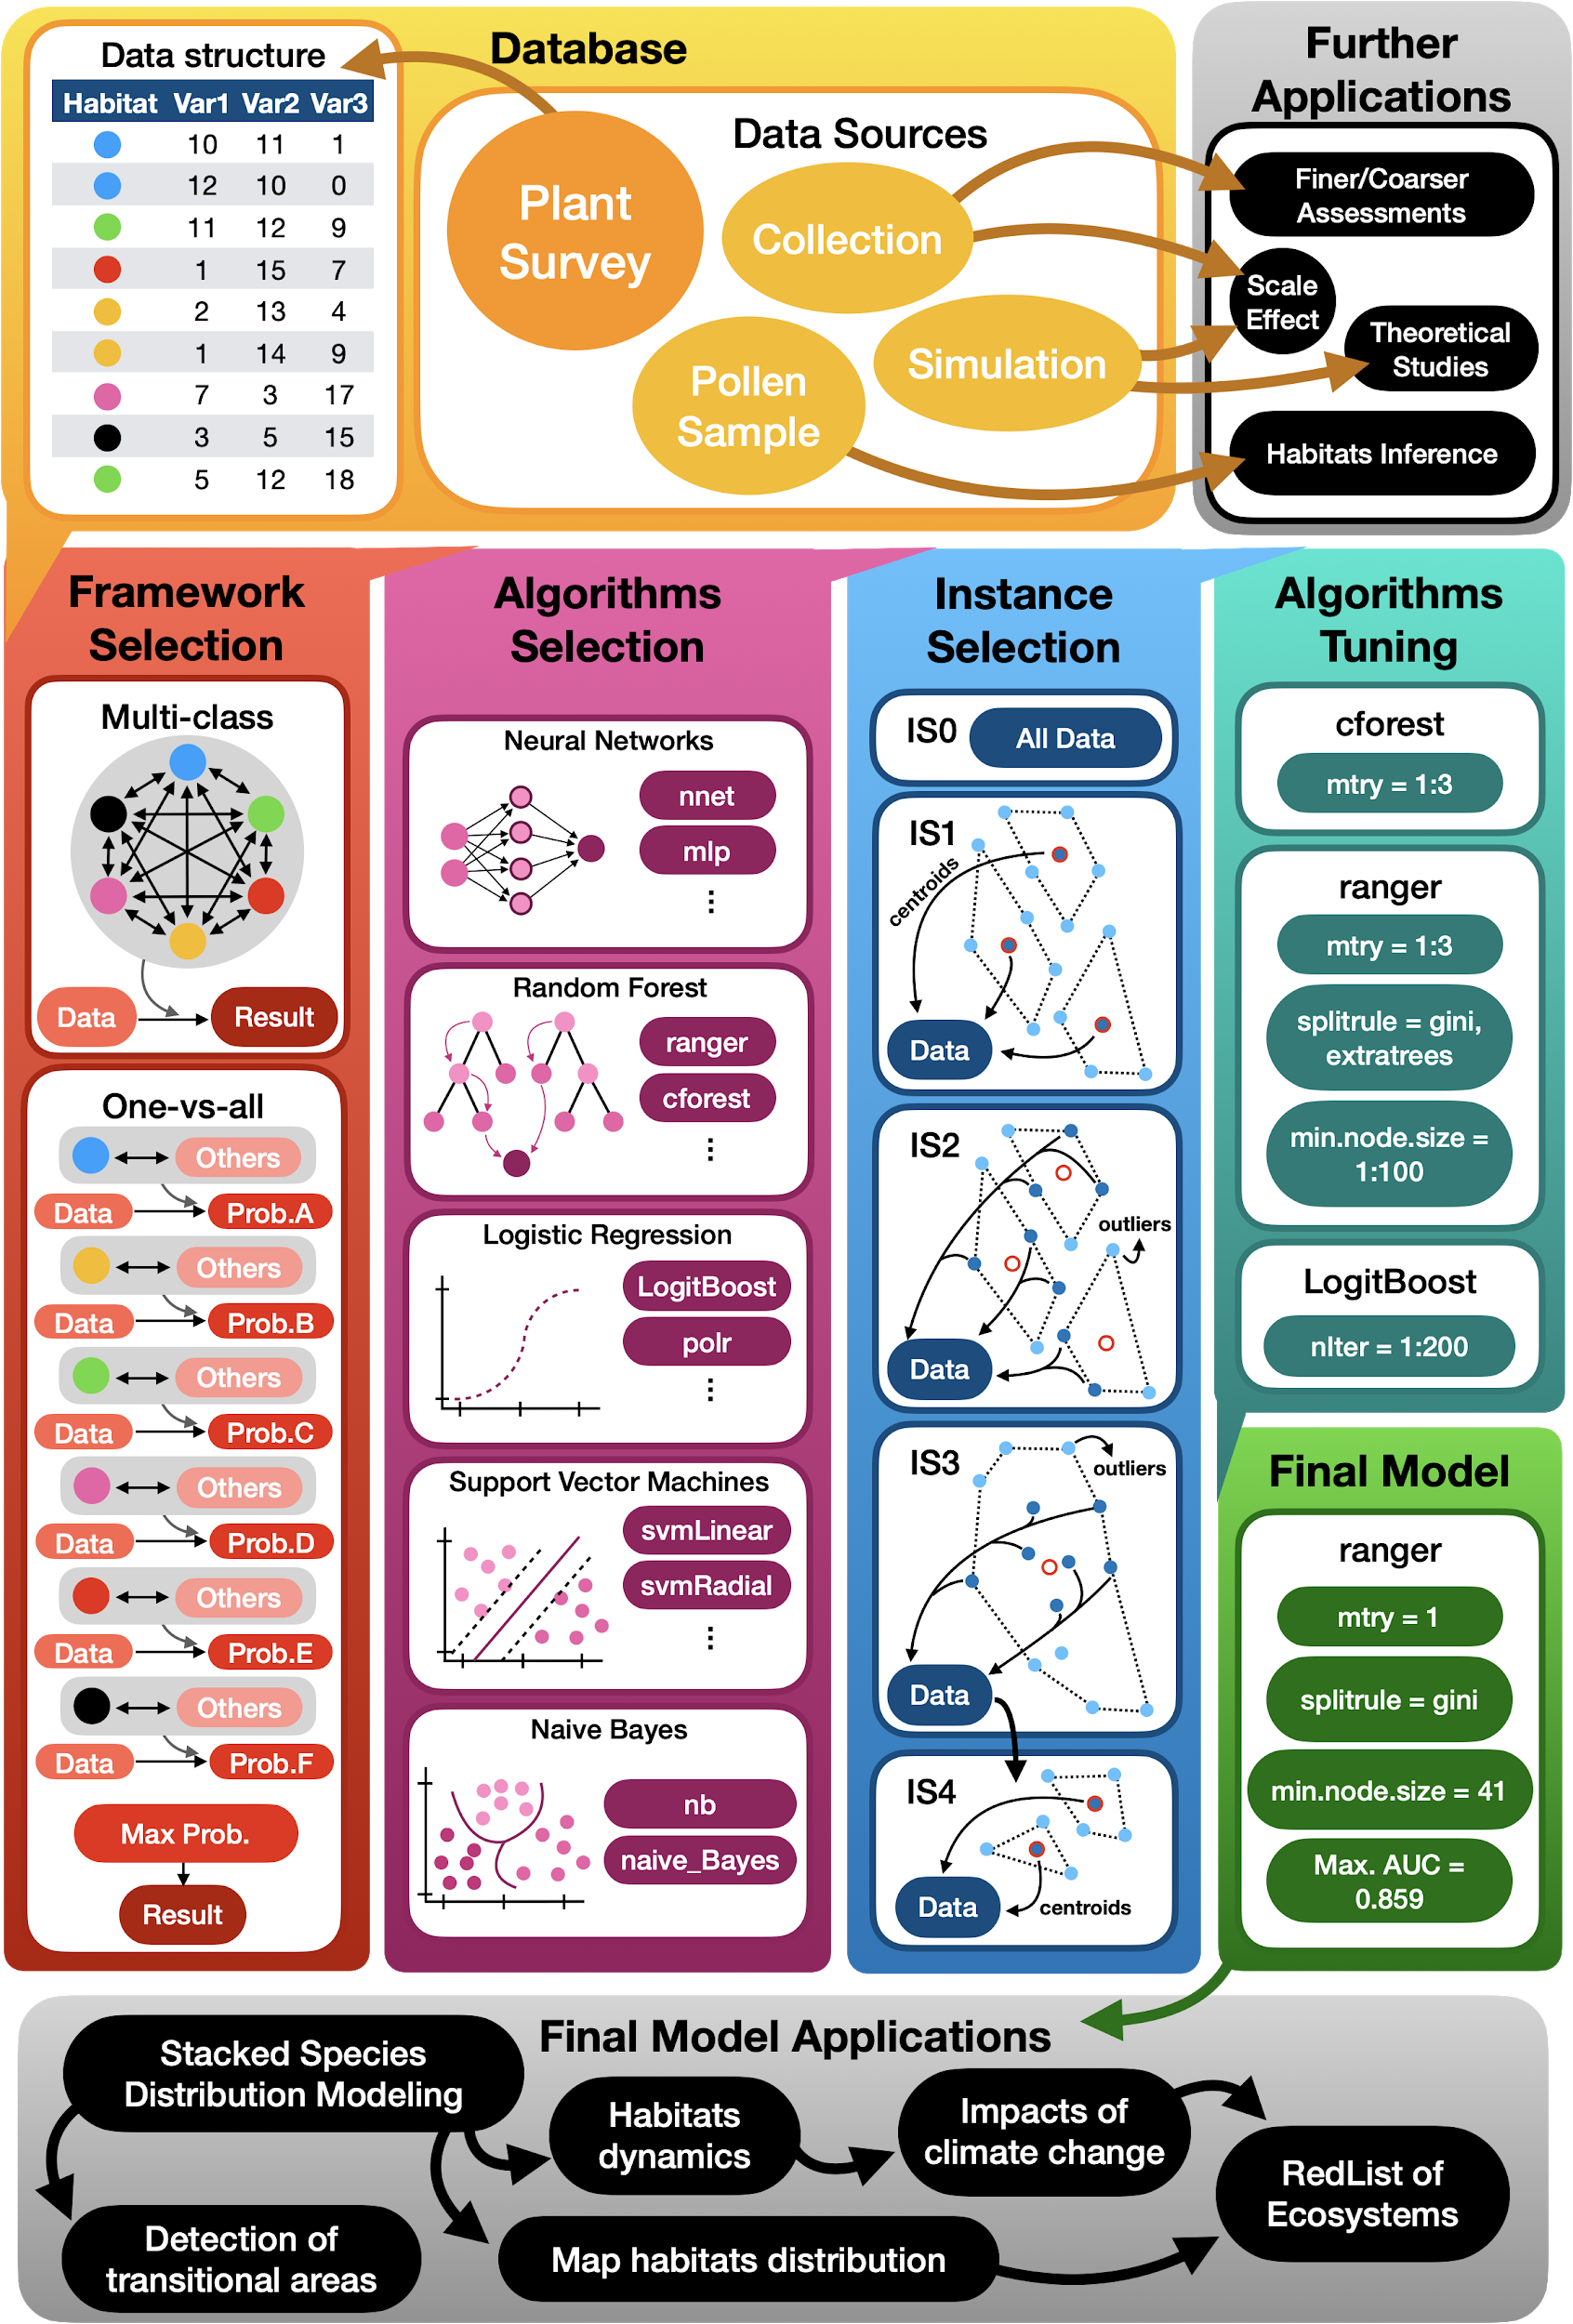 Data structure
Habitat Var1 Var2 Var3
10 11 1
12 10 0
11 12 9
1 15 7
2 13 4
1 14 9
7 3 17
3 5 15
5 12 18
Database
Data Sources
Plant
Survey
Collection
Simulation
Pollen
Sample
Further
Applications
Finer/Coarser
Assessments
Scale
Effect
Theoretical
Studies
Habitats Inference
Framework
Selection
Multi-class
Data
Result
One-vs-all
Others
Data
Prob.A
Others
Data
Prob.B
Others
Data
Prob.C
Others
Data
Prob.D
Others
Data
Prob.E
Others
Data
Prob.F
Max Prob.
Result
Algorithms
Selection
Neural Networks
nnet
mlp
⋮
Random Forest
ranger
cforest
⋮
Logistic Regression
LogitBoost
polr
⋮
Support Vector Machines
svmLinear
svmRadial
⋮
Naive Bayes
nb
naive_Bayes
Instance
Selection
IS0
All Data
IS1
centroids
Data
IS2
outliers
Data
IS3
outliers
Data
IS4
Data
centroids
Algorithms
Tuning
cforest
mtry = 1:3
ranger
mtry = 1:3
splitrule = gini,
extratrees
min.node.size =
1:100
LogitBoost
nIter = 1:200
Final Model
ranger
mtry = 1
splitrule = gini
min.node.size = 41
Max. AUC =
0.859
Final Model Applications
Stacked Species
Distribution Modeling
Habitats
dynamics
Impacts of
climate change
RedList of
Ecosystems
Detection of
transitional areas
Map habitats distribution